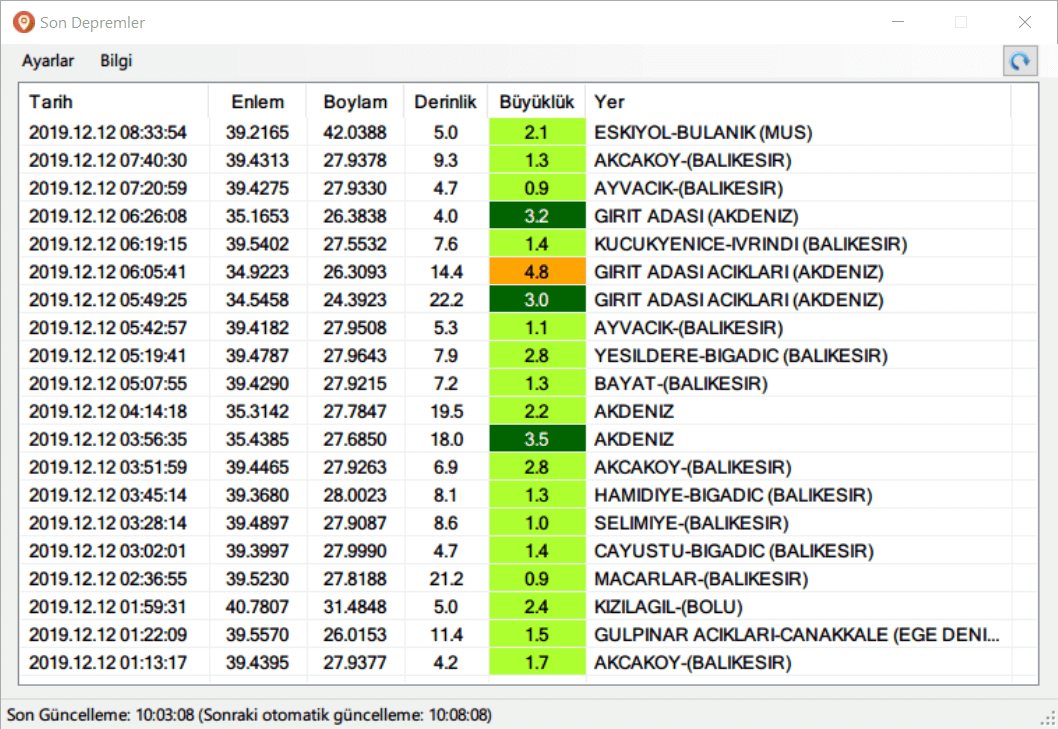 Son Depremler
Ayarlar Bilgi
Tarih Enlem Boylam Derinlik Büyüklük Yer
2019.12.12 08:33:54 39.2165 42.0388 5.0 2.1 ESKIYOL-BULANIK (MUS)
2019.12.12 07:40:30 39.4313 27.9378 9.3 1.3 AKCAKOY-(BALIKESIR)
2019.12.12 07:20:59 39.4275 27.9330 4.7 0.9 AYVACIK-(BALIKESIR)
2019.12.12 06:26:08 35.1653 26.3838 4.0 3.2 GIRIT ADASI (AKDENIZ)
2019.12.12 06:19:15 39.5402 27.5532 7.6 1.4 KUCUKYENICE-IVRINDI (BALIKESIR)
2019.12.12 06:05:41 34.9223 26.3093 14.4 4.8 GIRIT ADASI ACIKLARI (AKDENIZ)
2019.12.12 05:49:25 34.5458 24.3923 22.2 3.0 GIRIT ADASI ACIKLARI (AKDENIZ)
2019.12.12 05:42:57 39.4182 27.9508 5.3 1.1 AYVACIK-(BALIKESIR)
2019.12.12 05:19:41 39.4787 27.9643 7.9 2.8 YESILDERE-BIGADIC (BALIKESIR)
2019.12.12 05:07:55 39.4290 27.9215 7.2 1.3 BAYAT-(BALIKESIR)
2019.12.12 04:14:18 35.3142 27.7847 19.5 2.2 AKDENIZ
2019.12.12 03:56:35 35.4385 27.6850 18.0 3.5 AKDENIZ
2019.12.12 03:51:59 39.4465 27.9263 6.9 2.8 AKCAKOY-(BALIKESIR)
2019.12.12 03:45:14 39.3680 28.0023 8.1 1.3 HAMIDIYE-BIGADIC (BALIKESIR)
2019.12.12 03:28:14 39.4897 27.9087 8.6 1.0 SELIMIYE-(BALIKESIR)
2019.12.12 03:02:01 39.3997 27.9990 4.7 1.4 CAYUSTU-BIGADIC (BALIKESIR)
2019.12.12 02:36:55 39.5230 27.8188 21.2 0.9 MACARLAR-(BALIKESIR)
2019.12.12 01:59:31 40.7807 31.4848 5.0 2.4 KIZILAGIL-(BOLU)
2019.12.12 01:22:09 39.5570 26.0153 11.4 1.5 GULPINAR ACIKLARI-CANAKKALE (EGE DENI...
2019.12.12 01:13:17 39.4395 27.9377 4.2 1.7 AKCAKOY-(BALIKESIR)
Son Güncelleme: 10:03:08 (Sonraki otomatik güncelleme: 10:08:08)